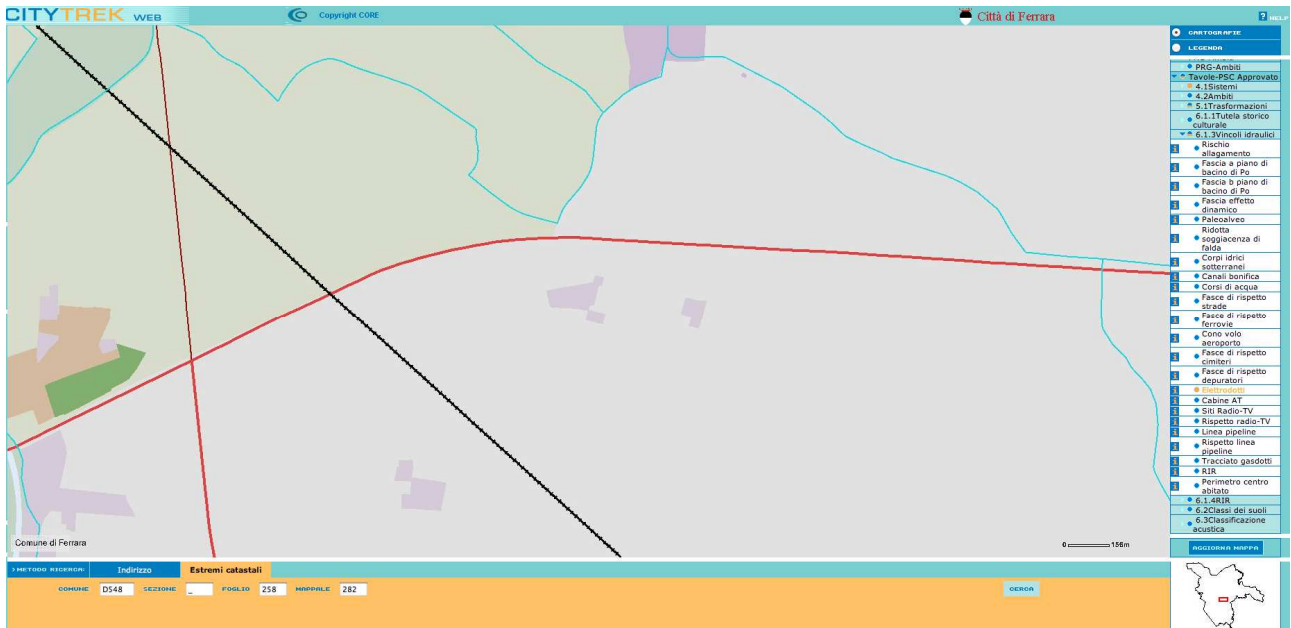 CITYTREK WEB
Copyright CORE
Città di Ferrara
? HELP
CARTOGRAFIE
LEGENDA
PRG-Ambiti
Tavole-PSC Approvato
4.1Sistemi
4.2Ambiti
5.1Trasformazioni
6.1.1Tutela storico
culturale
6.1.3Vincoli idraulici
Rischio
allagamento
Fascia a piano di
bacino di Po
Fascia b piano di
bacino di Po
Fascia effetto
dinamico
Paleoalveo
Ridotta
soggiacenza di
falda
Corpi idrici
sotterranei
Canali bonifica
Corsi di acqua
Fasce di rispetto
strade
Fasce di rispetto
ferrovie
Cono volo
aeroporto
Fasce di rispetto
cimiteri
Fasce di rispetto
depuratori
Elettrodotti
Cabine AT
Siti Radio-TV
Rispetto radio-TV
Linea pipeline
Rispetto linea
pipeline
Tracciato gasdotti
RIR
Perimetro centro
abitato
6.1.4RIR
6.2Classi dei suoli
6.3Classificazione
acustica
Comune di Ferrara
0 156m
AGGIORNA MAPPA
METODO RICERCA: Indirizzo Estremi catastali
COMUNE D548 SEZIONE _ FOGLIO 258 MAPPALE 282 CERCA